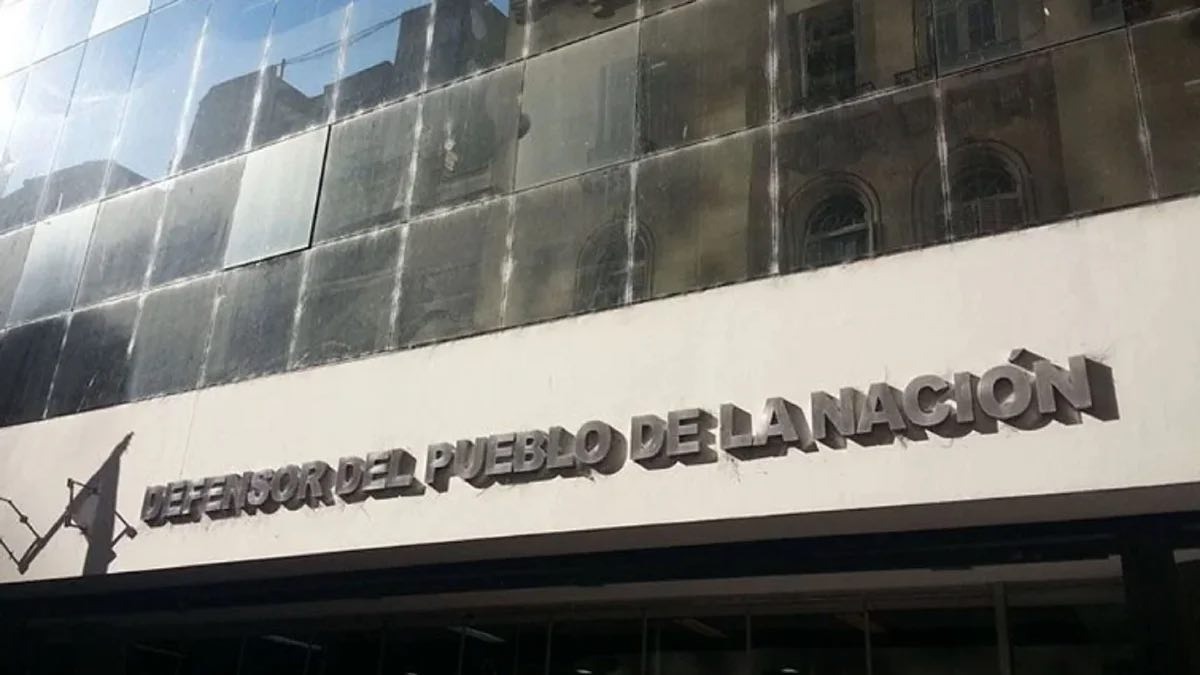 DEFENSOR DEL PUEBLO DE LA NACIÓN